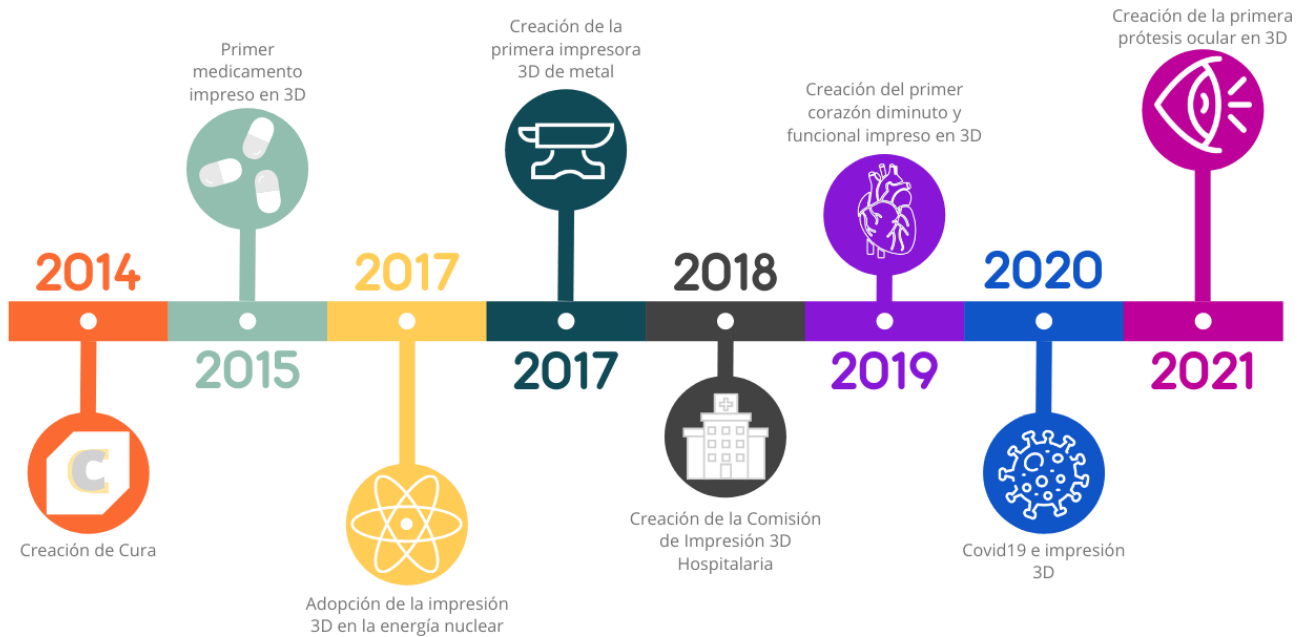 2014
C
Creación de Cura
Primer
medicamento
impreso en 3D
2015
2017
Adopción de la impresión
3D en la energía nuclear
Creación de la
primera impresora
3D de metal
2017
2018
Creación de la Comisión
de Impresión 3D
Hospitalaria
Creación del primer
corazón diminuto y
funcional impreso en 3D
2019
2020
Covid19 e impresión
3D
Creación de la primera
prótesis ocular en 3D
2021